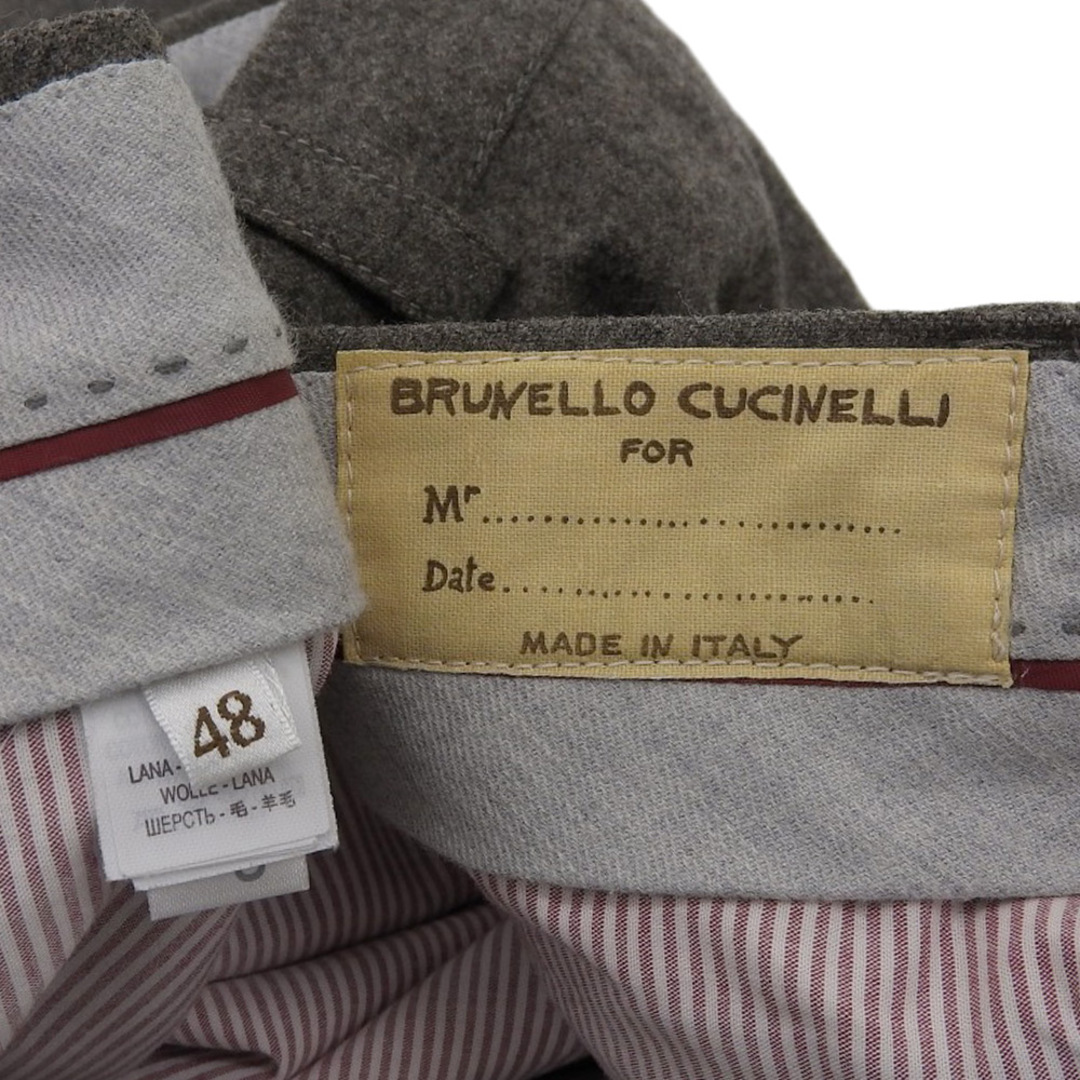 BRUNELLO CUCINELLI
FOR
Mr....................................
Date....................................
MADE IN ITALY
48
LANA -
WOLLE - LANA
ШЕРСТЬ - 毛 - 羊毛